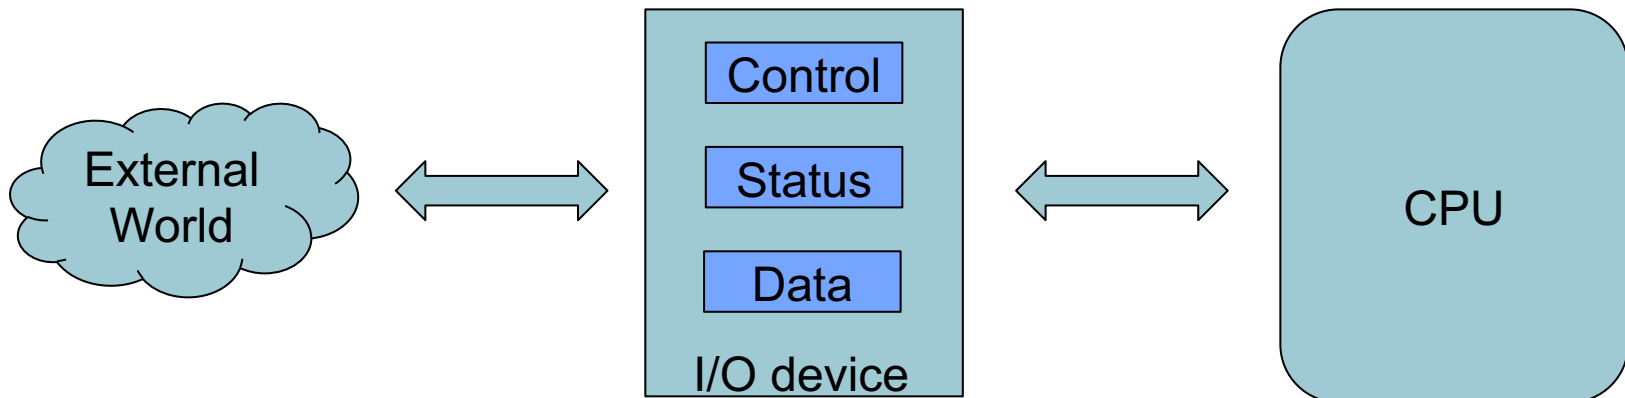 External
World
Control
Status
Data
I/O device
CPU